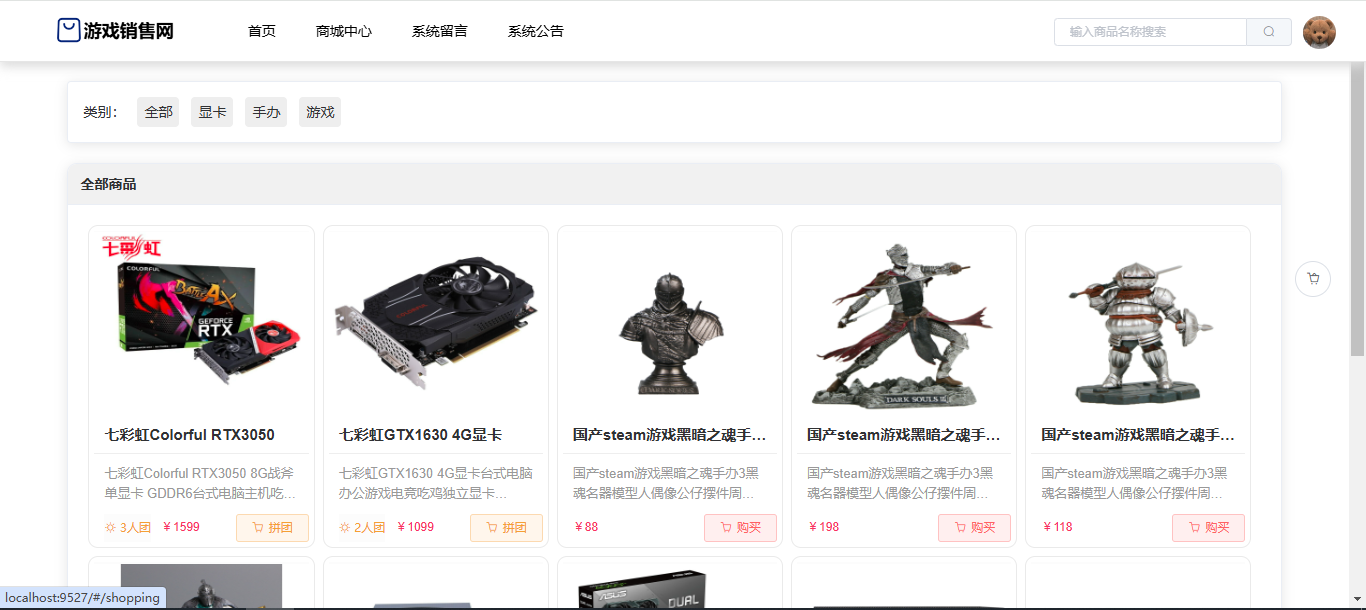 游戏销售网 首页 商城中心 系统留言 系统公告 输入商品名称搜索
类别： 全部 显卡 手办 游戏
全部商品
COLORFUL
七彩虹
COLORFUL
BATTLE AX
GEFORCE
RTX
COLORFUL
DARK SOULS
DARK SOULS III
七彩虹Colorful RTX3050
七彩虹Colorful RTX3050 8G战斧
单显卡 GDDR6台式电脑主机吃…
3人团 ￥1599 拼团
七彩虹GTX1630 4G显卡
七彩虹GTX1630 4G显卡台式电脑
办公游戏电竞吃鸡独立显卡…
2人团 ￥1099 拼团
国产steam游戏黑暗之魂手…
国产steam游戏黑暗之魂手办3黑
魂名器模型人偶像公仔摆件周…
￥88 购买
国产steam游戏黑暗之魂手…
国产steam游戏黑暗之魂手办3黑
魂名器模型人偶像公仔摆件周…
￥198 购买
国产steam游戏黑暗之魂手…
国产steam游戏黑暗之魂手办3黑
魂名器模型人偶像公仔摆件周…
￥118 购买
ASUS
DUAL
localhost:9527/#/shopping